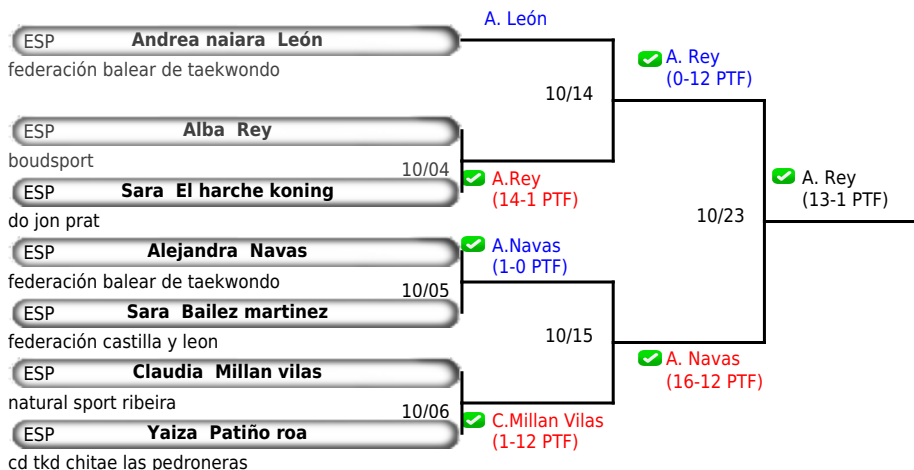 A. León
ESP Andrea naiara León
federación balear de taekwondo
A. Rey
(0-12 PTF)
10/14
ESP Alba Rey
boudsport
10/04
ESP Sara El harche koning
A.Rey
(14-1 PTF)
do jon prat
A. Rey
(13-1 PTF)
10/23
ESP Alejandra Navas
A.Navas
(1-0 PTF)
federación balear de taekwondo
10/05
ESP Sara Bailez martinez
federación castilla y leon
10/15
ESP Claudia Millan vilas
A. Navas
(16-12 PTF)
natural sport ribeira
10/06
ESP Yaiza Patiño roa
C.Millan Vilas
(1-12 PTF)
cd tkd chitae las pedroneras